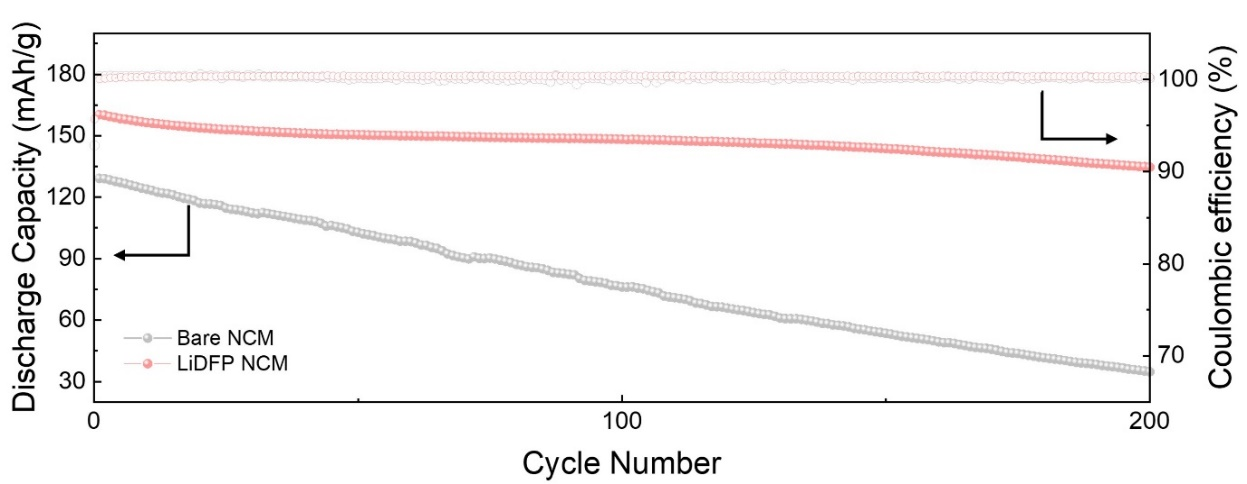 Discharge Capacity (mAh/g)
180
150
120
90
60
30
Bare NCM
LiDFP NCM
0
100
200
Cycle Number
100
90
80
70
Coulombic efficiency (%)